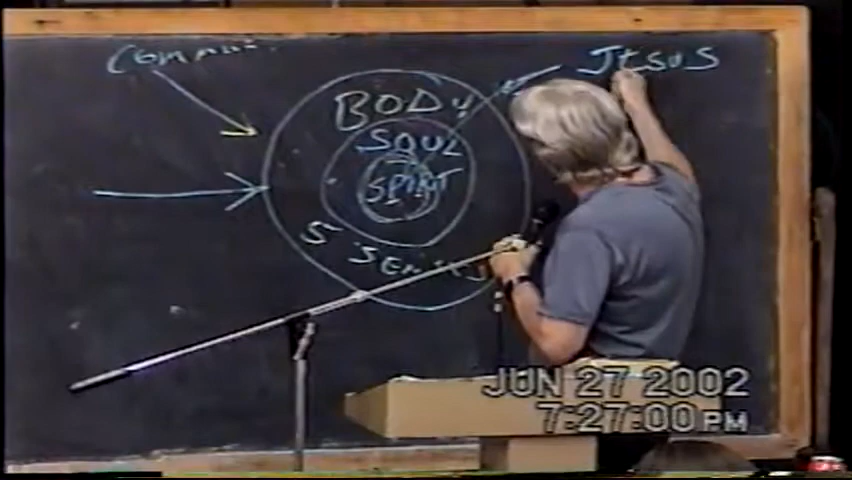 JESUS
BODY
SOUL
SPIRIT
5 SENSES
JUN 27 2002
7:27:00 PM